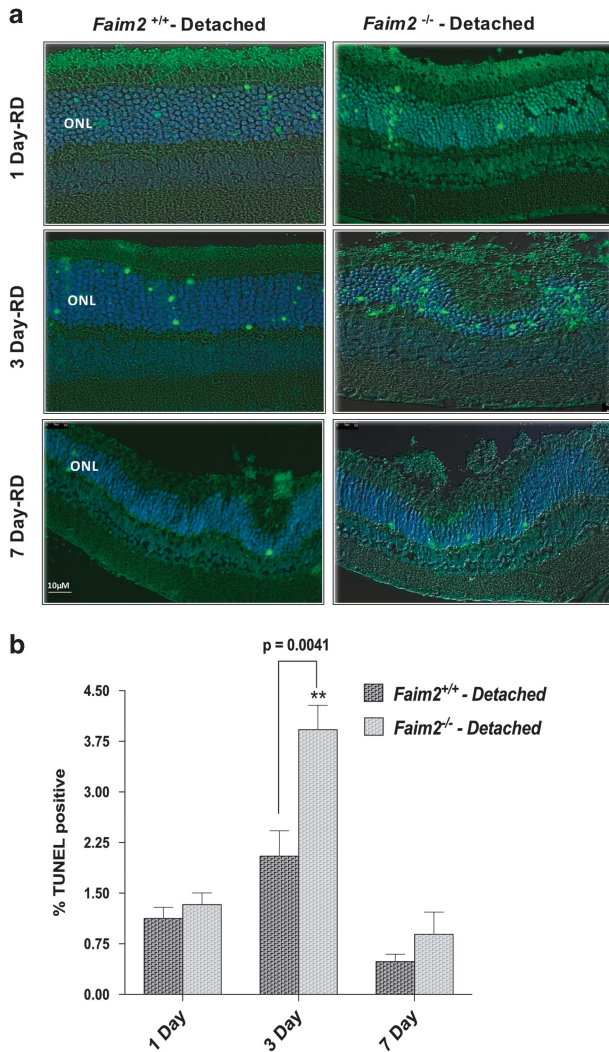 a
Faim2 +/+ - Detached
Faim2 -/- - Detached
1 Day-RD
ONL
3 Day-RD
ONL
7 Day-RD
ONL
10µM
b
p = 0.0041
**
Faim2+/+ - Detached
Faim2-/- - Detached
% TUNEL positive
4.50
3.75
3.00
2.25
1.50
0.75
0.00
1 Day
3 Day
7 Day